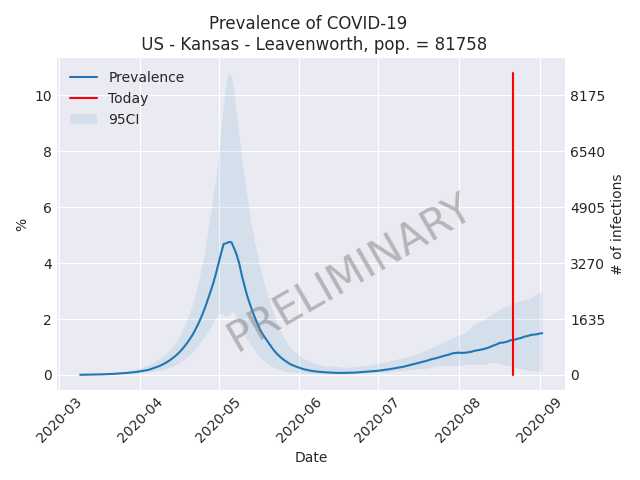 Prevalence of COVID-19
US - Kansas - Leavenworth, pop. = 81758
Prevalence
Today
95CI
10
8
6
4
2
0
%
8175
6540
4905
3270
1635
0
# of infections
PRELIMINARY
2020-03
2020-04
2020-05
2020-06
2020-07
2020-08
2020-09
Date